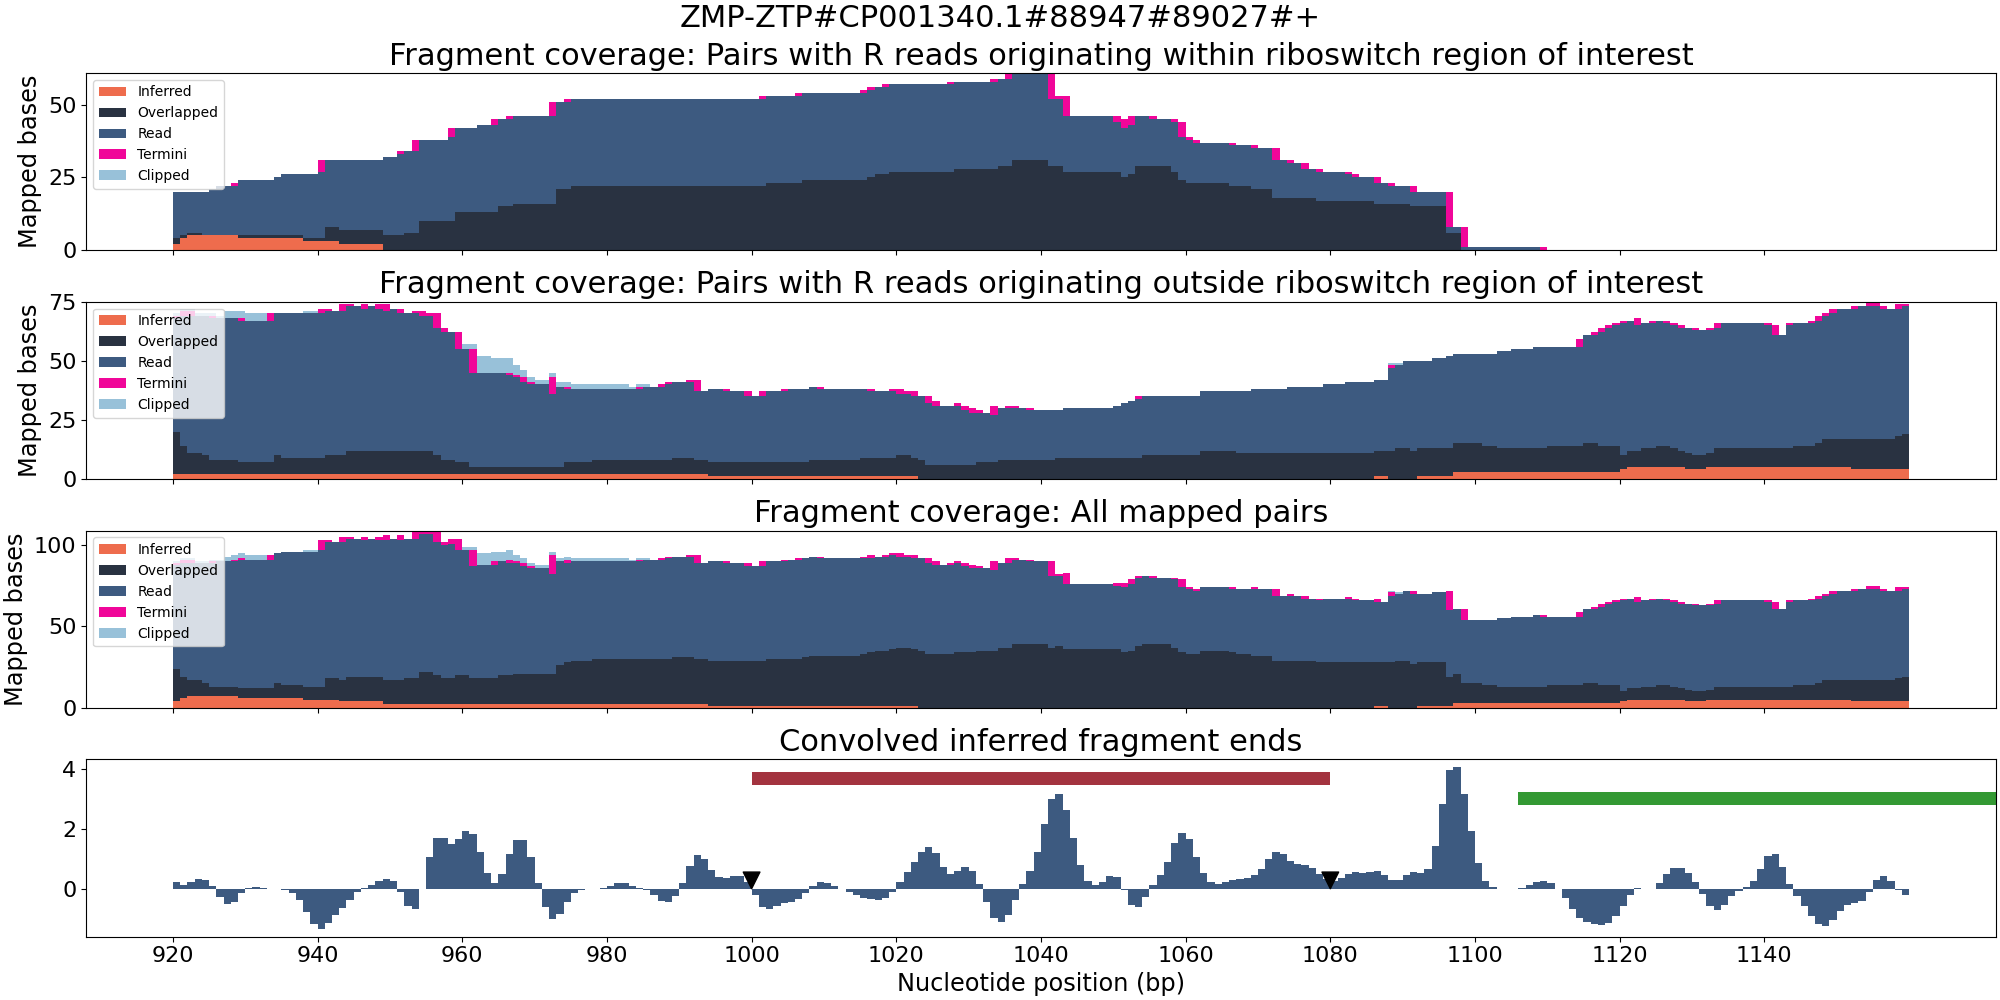 ZMP-ZTP#CP001340.1#88947#89027#+
Fragment coverage: Pairs with R reads originating within riboswitch region of interest
Mapped bases
50
25
0
Inferred
Overlapped
Read
Termini
Clipped
Fragment coverage: Pairs with R reads originating outside riboswitch region of interest
Mapped bases
75
50
25
0
Inferred
Overlapped
Read
Termini
Clipped
Fragment coverage: All mapped pairs
Mapped bases
100
50
0
Inferred
Overlapped
Read
Termini
Clipped
Convolved inferred fragment ends
4
2
0
920 940 960 980 1000 1020 1040 1060 1080 1100 1120 1140
Nucleotide position (bp)